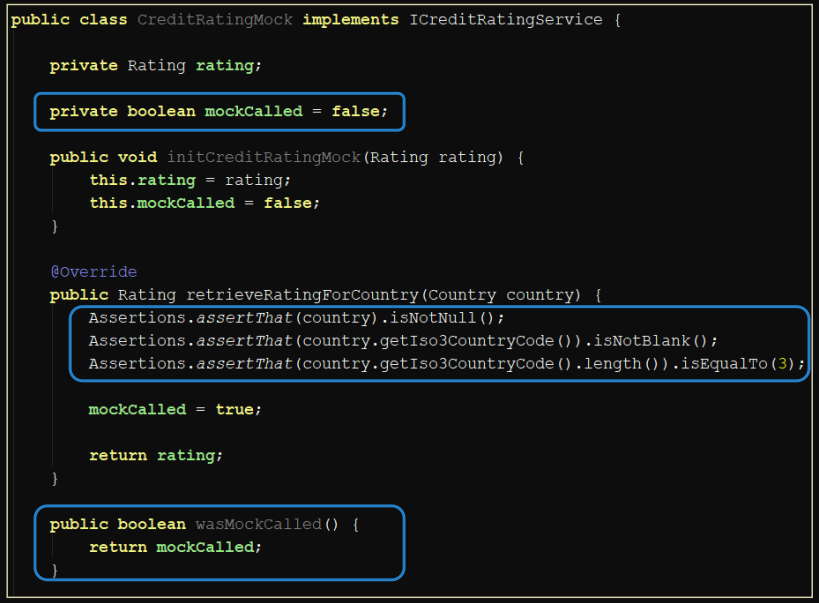 public class CreditRatingMock implements ICreditRatingService {
private Rating rating;
private boolean mockCalled = false;
public void initCreditRatingMock(Rating rating) {
this.rating = rating;
this.mockCalled = false;
}
@Override
public Rating retrieveRatingForCountry(Country country) {
Assertions.assertThat(country).isNotNull();
Assertions.assertThat(country.getIso3CountryCode()).isNotBlank();
Assertions.assertThat(country.getIso3CountryCode().length()).isEqualTo(3);
mockCalled = true;
return rating;
}
public boolean wasMockCalled() {
return mockCalled;
}